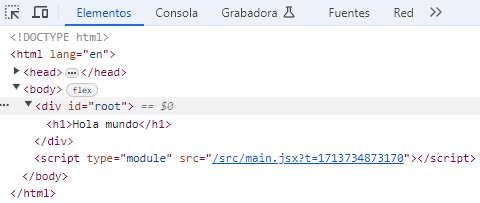 Elementos Consola Grabadora Fuentes Red
<!DOCTYPE html>
<html lang="en">
<head> … </head>
<body> flex
… <div id="root"> == $0
<h1>Hola mundo</h1>
</div>
<script type="module" src="/src/main.jsx?t=1713734873170"></script>
</body>
</html>